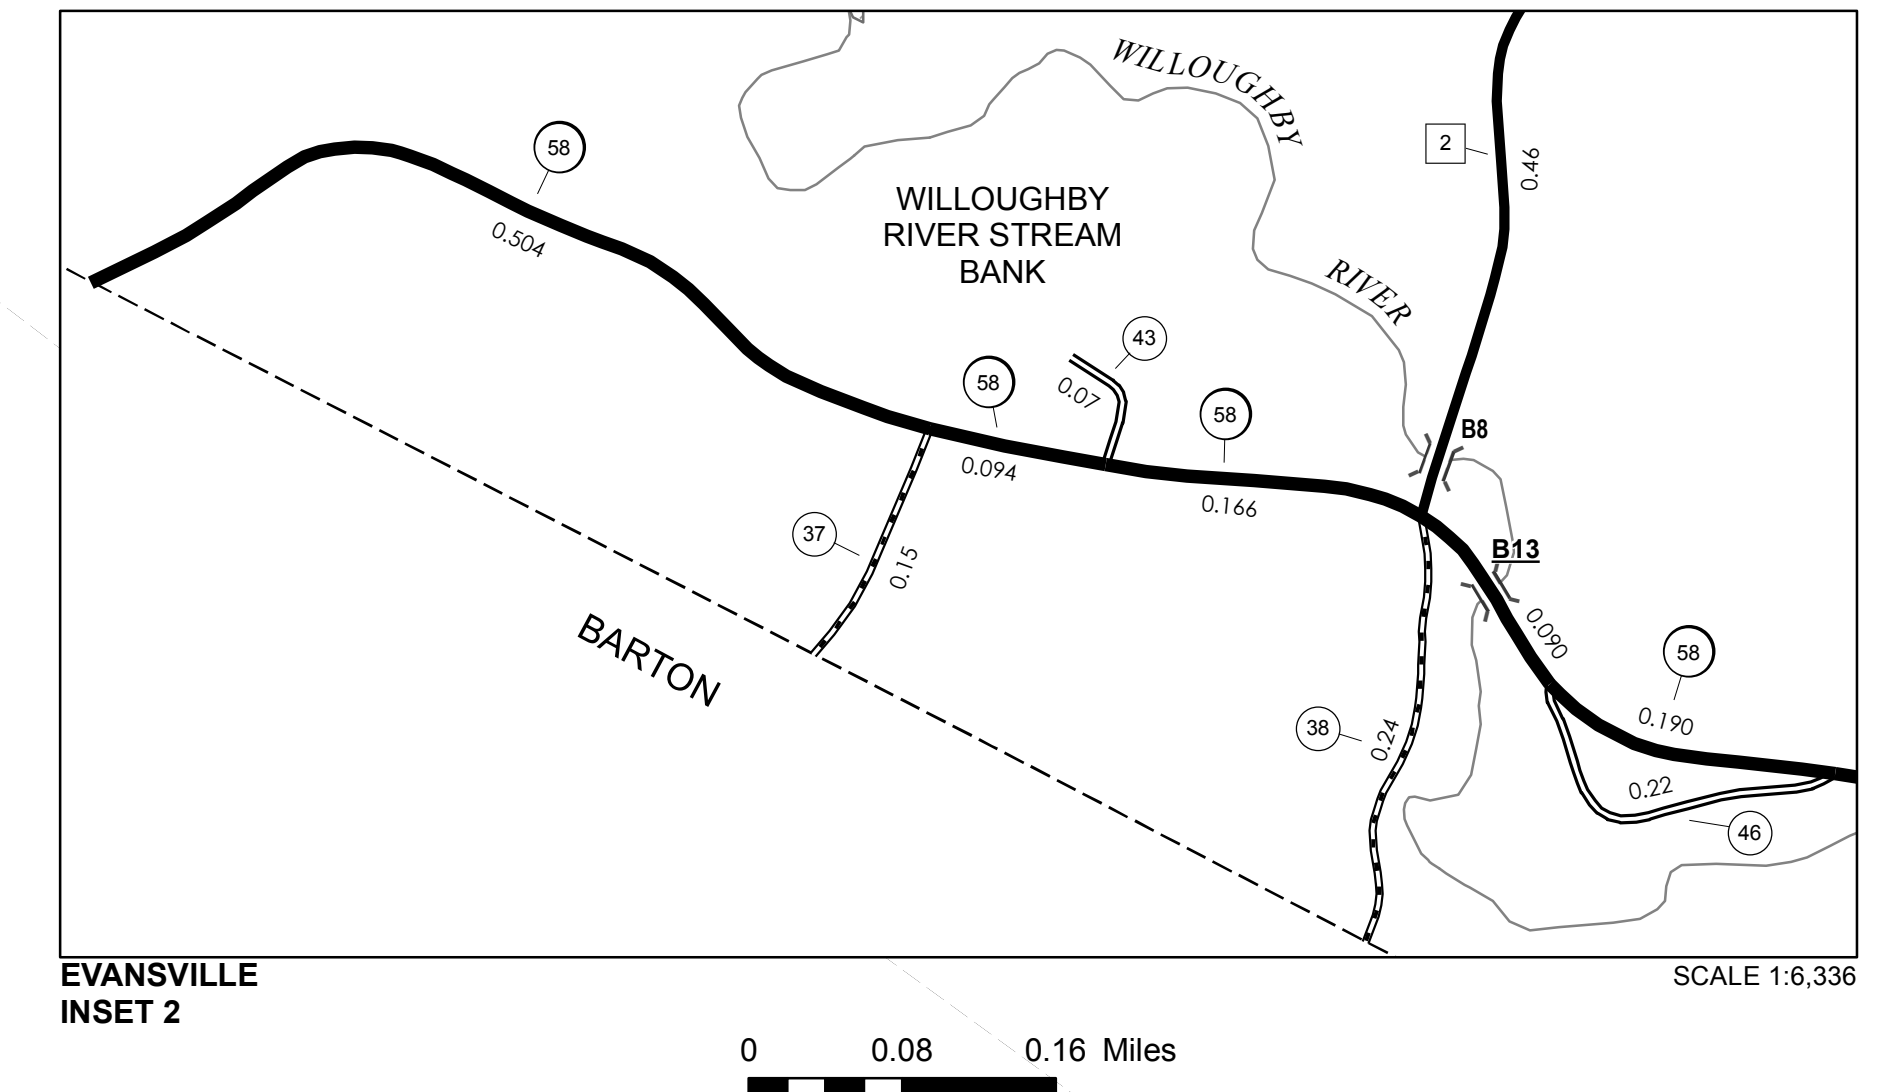 WILLOUGHBY
58
2
0.46
WILLOUGHBY
RIVER STREAM
BANK
0.504
RIVER
43
58
0.07
58
B8
0.094
0.166
37
0.15
B13
0.090
58
BARTON
0.190
38
0.24
0.22
46
EVANSVILLE
INSET 2
SCALE 1:6,336
0 0.08 0.16 Miles